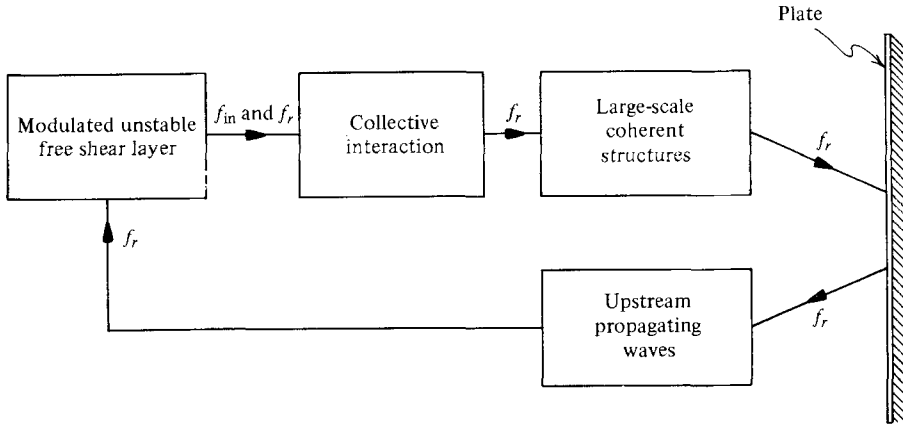 Plate
Modulated unstable
free shear layer
f_in and f_r
Collective
interaction
f_r
Large-scale
coherent
structures
f_r
f_r
Upstream
propagating
waves
f_r